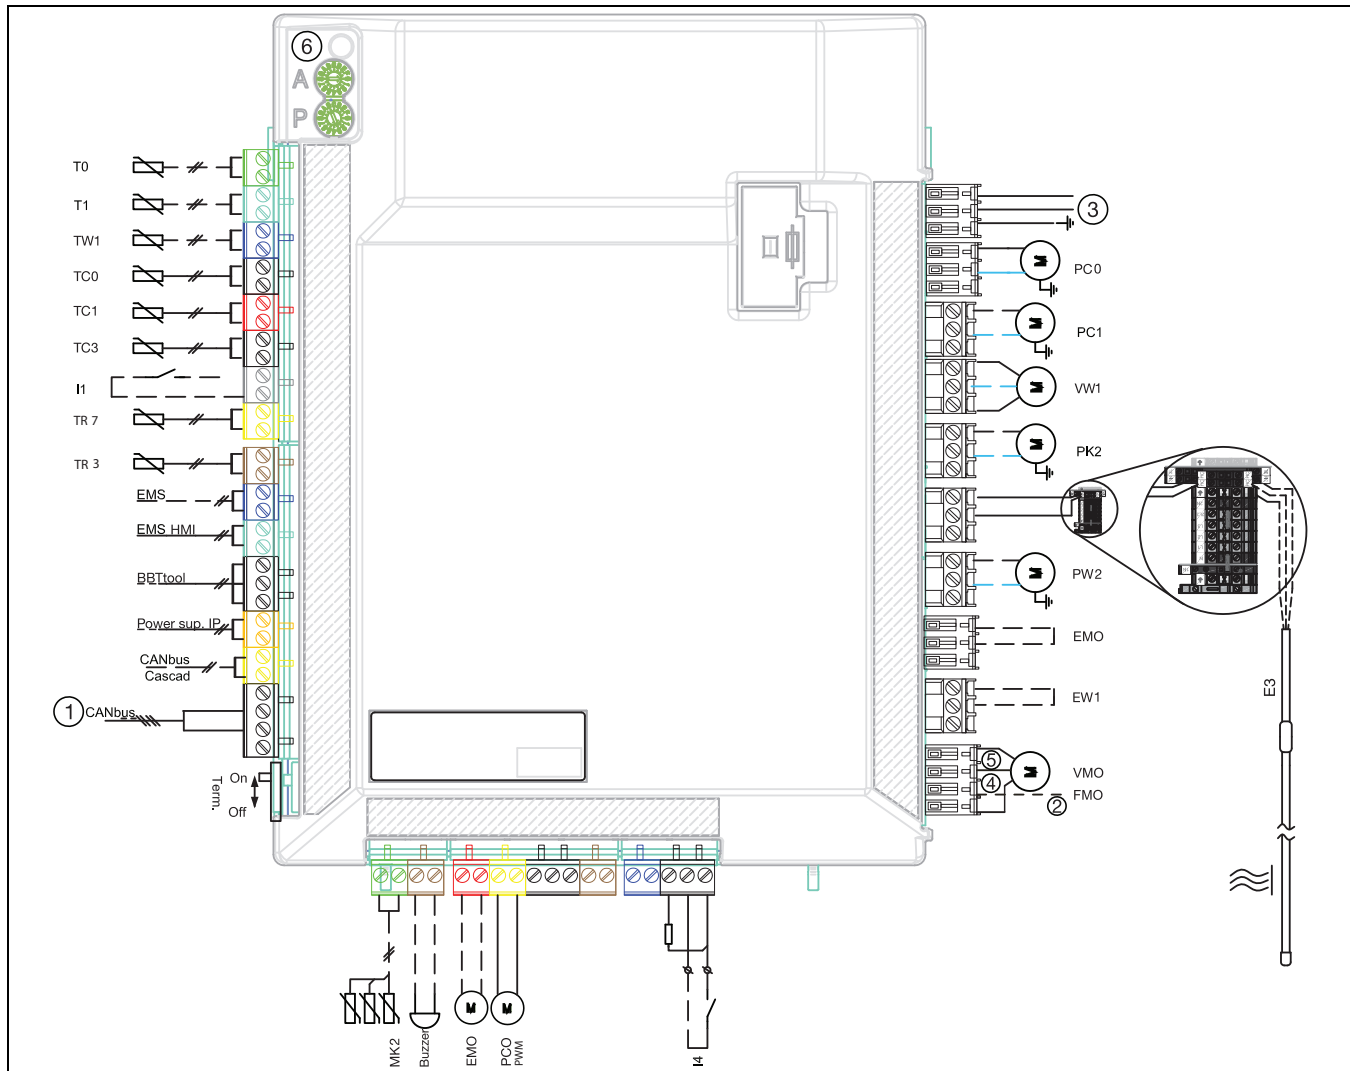 6
A
P
T0
T1
TW1
TC0
TC1
TC3
I1
TR 7
TR 3
EMS
EMS HMI
BBTtool
Power sup. IP
CANbus
Cascad
1
CANbus
On
Off
Term.
3
M
PC0
M
PC1
M
VW1
M
PK2
M
PW2
EMO
EW1
5
M
VMO
4
2
FMO
E3
M
M
MK2
Buzzer
EMO
PCO
PWM
I4